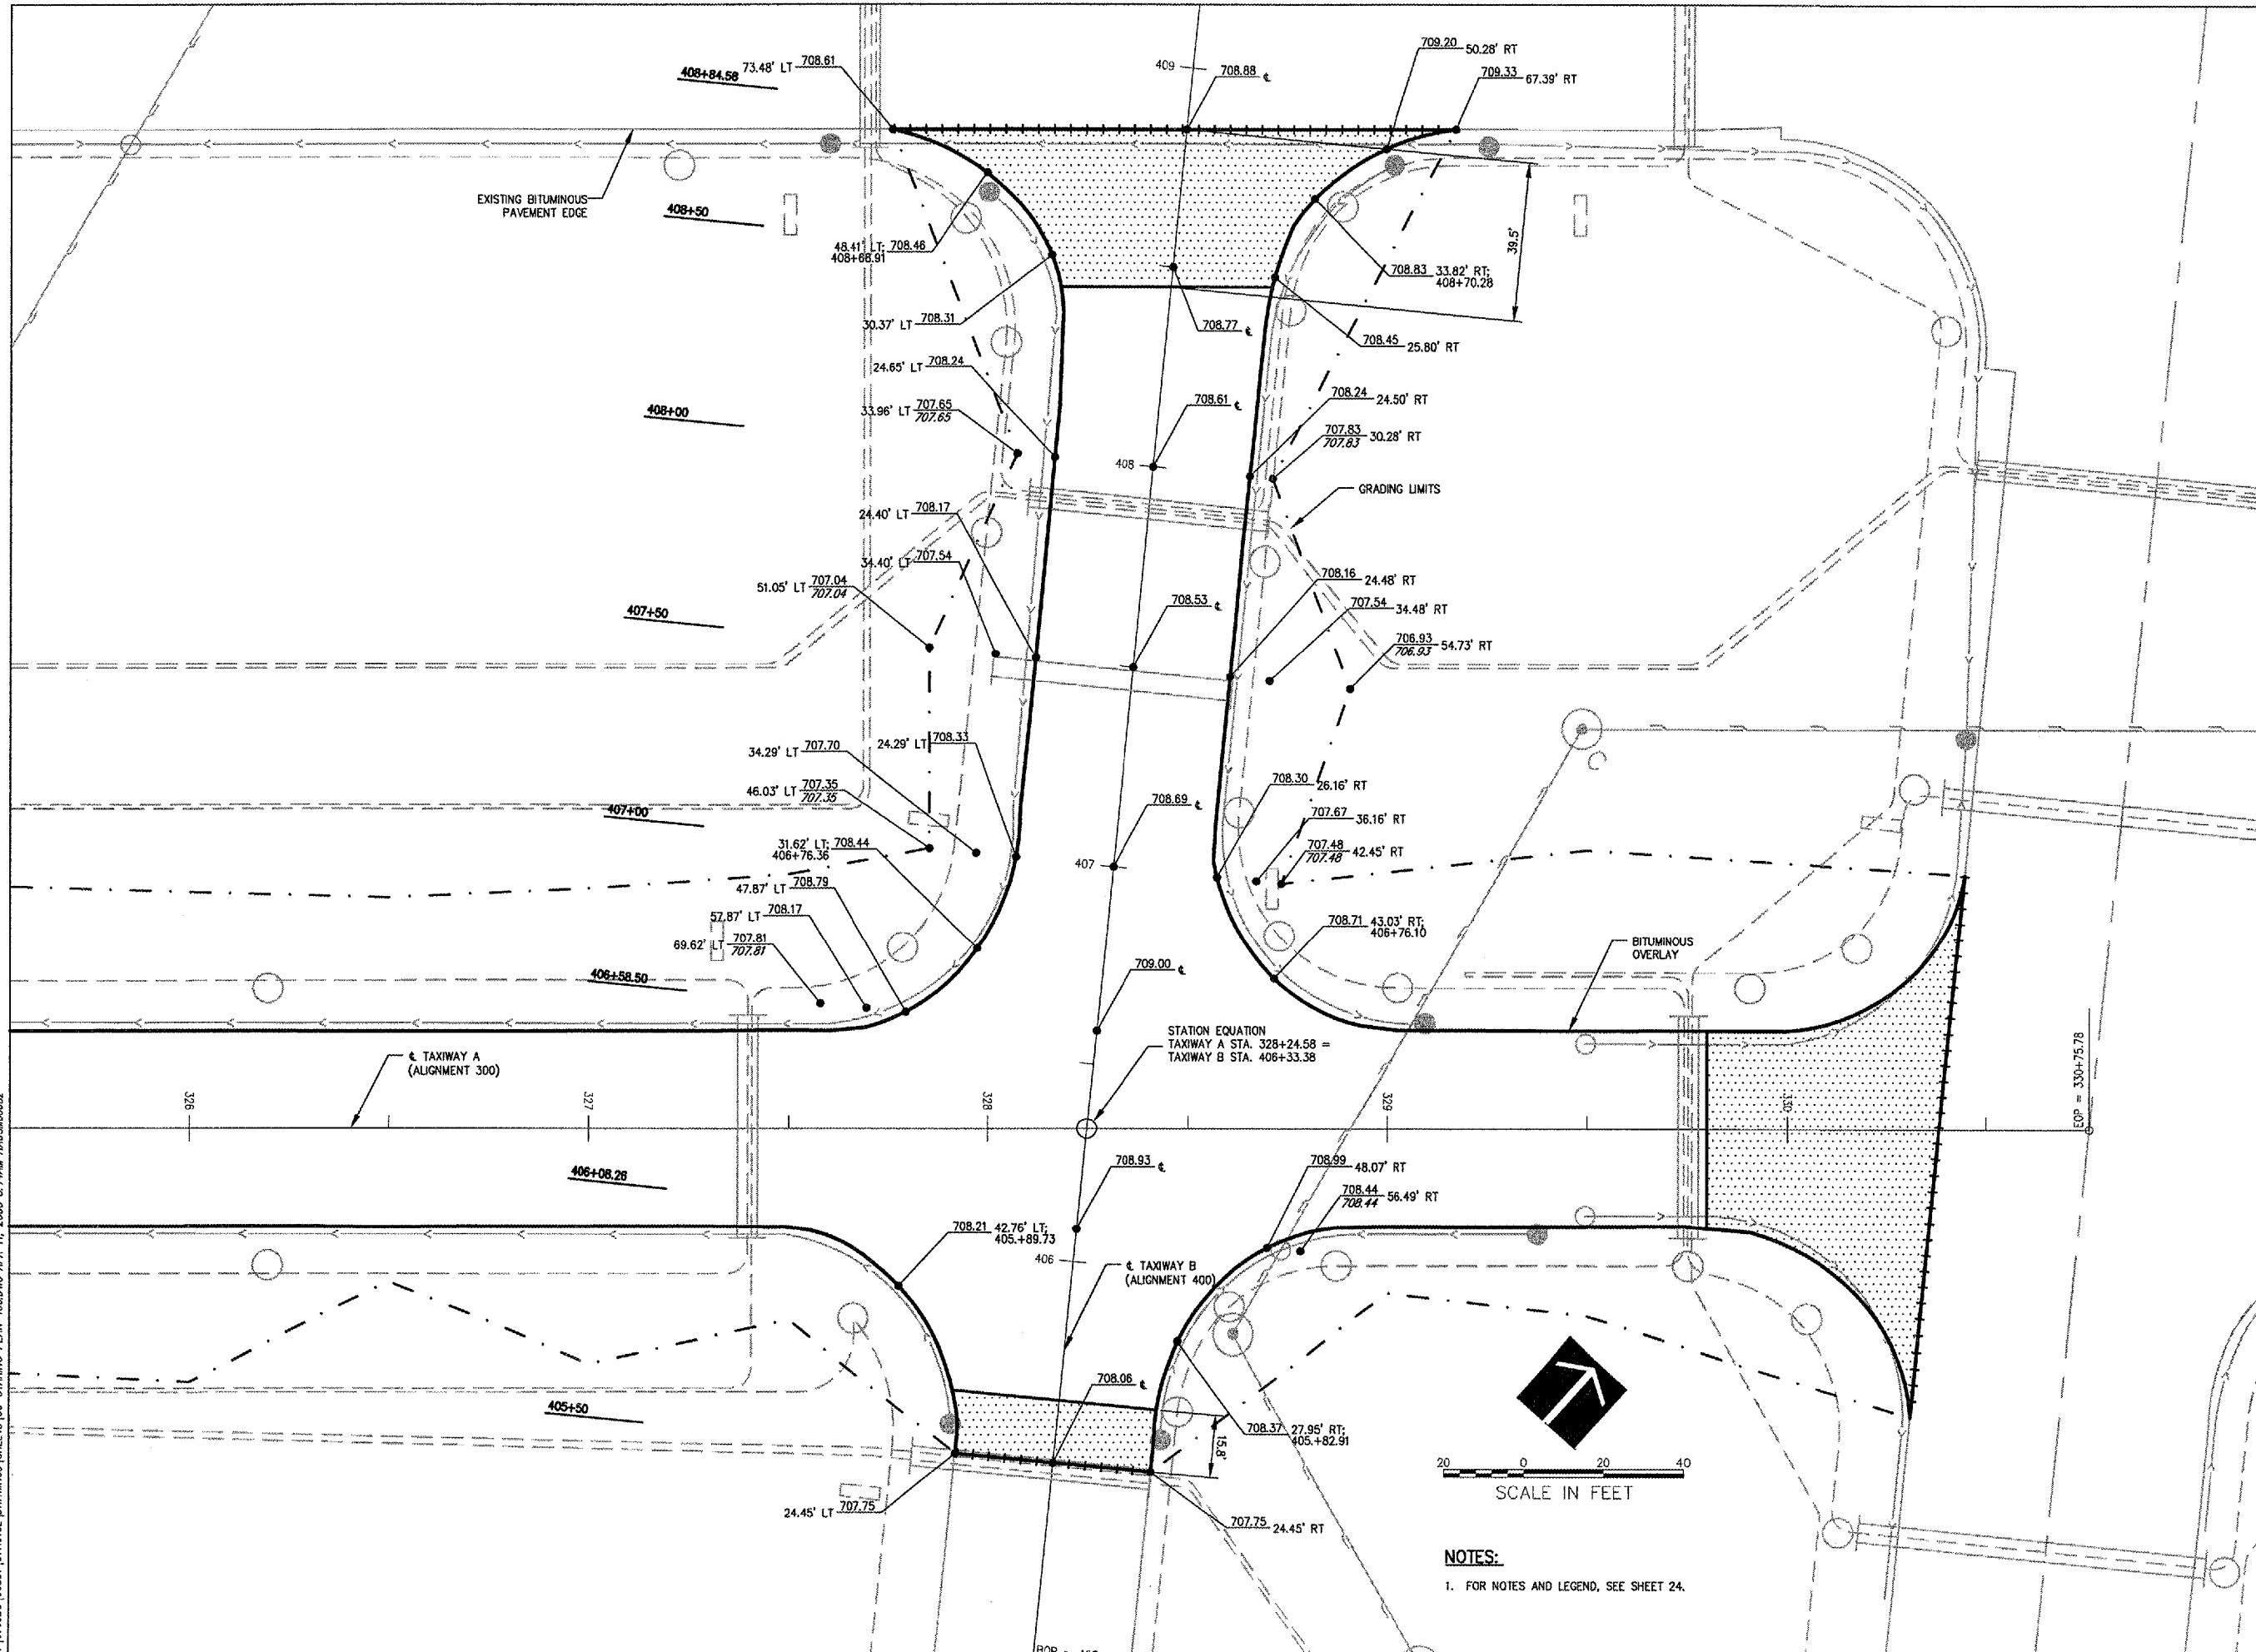 709.20 50.28' RT
73.48' LT 708.61
409
408+84.58
708.88 ℄
709.33 67.39' RT
EXISTING BITUMINOUS
PAVEMENT EDGE
408+50
39.5'
48.41' LT; 708.46
408+68.91
708.83 33.82' RT;
408+70.28
30.37' LT 708.31
708.77 ℄
708.45 25.80' RT
24.65' LT 708.24
408+00
33.96' LT 707.65
707.65
708.61 ℄
708.24 24.50' RT
707.83 30.28' RT
707.83
408
GRADING LIMITS
24.40' LT 708.17
34.40' LT 707.54
51.05' LT 707.04
707.04
708.16 24.48' RT
407+50
708.53 ℄
707.54 34.48' RT
706.93 54.73' RT
706.93
34.29' LT 707.70
24.29' LT 708.33
46.03' LT 707.35
707.35
708.30 26.16' RT
407+00
708.69 ℄
707.67 36.16' RT
31.62' LT; 708.44
406+76.36
707.48 42.45' RT
707.48
407
47.87' LT 708.79
57.87' LT 708.17
69.62' LT 707.81
707.81
708.71 43.03' RT;
406+76.10
BITUMINOUS
OVERLAY
406+58.50
709.00 ℄
STATION EQUATION
TAXIWAY A STA. 328+24.58 =
TAXIWAY B STA. 406+33.38
℄ TAXIWAY A
(ALIGNMENT 300)
EOP = 330+75.78
326
327
328
329
330
406+08.26
708.93 ℄
708.99 48.07' RT
708.44 56.49' RT
708.44
708.21 42.76' LT;
405.+89.73
406
℄ TAXIWAY B
(ALIGNMENT 400)
405+50
708.06 ℄
708.37 27.95' RT;
405.+82.91
15.8'
20 0 20 40
SCALE IN FEET
24.45' LT 707.75
707.75 24.45' RT
NOTES:
1. FOR NOTES AND LEGEND, SEE SHEET 24.